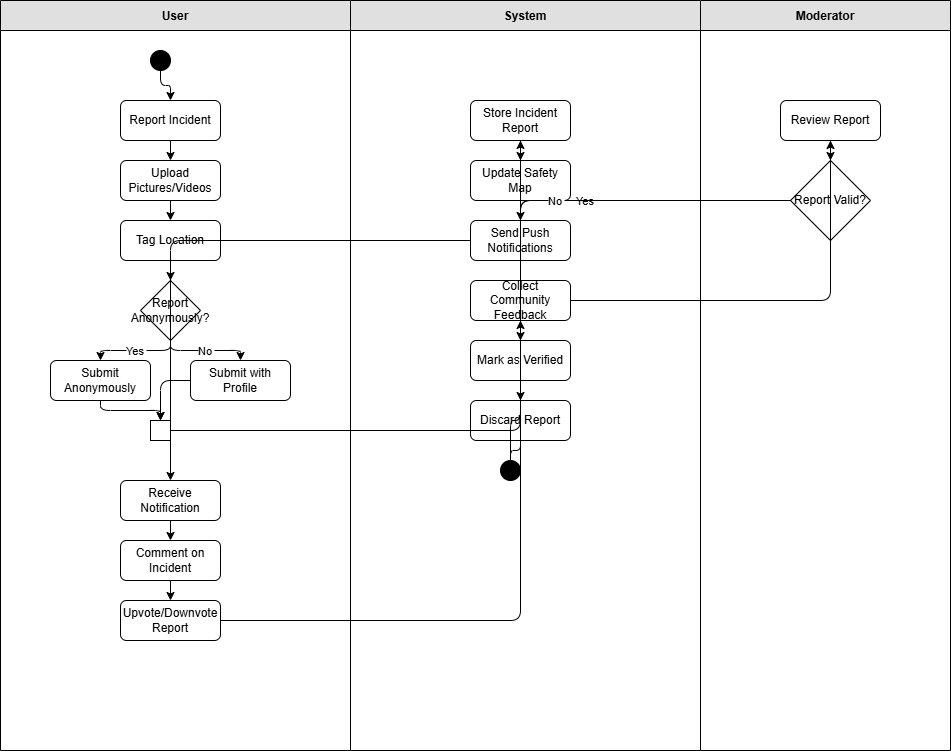 User
System
Moderator
Report Incident
Upload
Pictures/Videos
Tag Location
Report
Anonymously?
Yes
No
Submit
Anonymously
Submit with
Profile
Receive
Notification
Comment on
Incident
Upvote/Downvote
Report
Store Incident
Report
Update Safety
Map
No
Yes
Send Push
Notifications
Collect
Community
Feedback
Mark as Verified
Discard Report
Review Report
Report Valid?